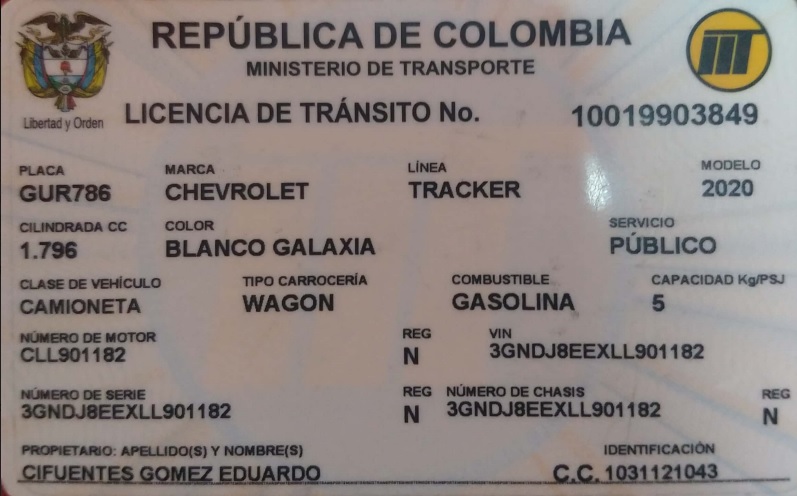 REPÚBLICA DE COLOMBIA
MINISTERIO DE TRANSPORTE
Libertad y Orden
LICENCIA DE TRÁNSITO No. 10019903849
PLACA MARCA LÍNEA MODELO
GUR786 CHEVROLET TRACKER 2020
CILINDRADA CC COLOR SERVICIO
1.796 BLANCO GALAXIA PÚBLICO
CLASE DE VEHÍCULO TIPO CARROCERÍA COMBUSTIBLE CAPACIDAD Kg/PSJ
CAMIONETA WAGON GASOLINA 5
NÚMERO DE MOTOR REG VIN
CLL901182 N 3GNDJ8EEXLL901182
NÚMERO DE SERIE REG NÚMERO DE CHASIS REG
3GNDJ8EEXLL901182 N 3GNDJ8EEXLL901182 N
PROPIETARIO: APELLIDO(S) Y NOMBRE(S) IDENTIFICACIÓN
CIFUENTES GOMEZ EDUARDO C.C. 1031121043